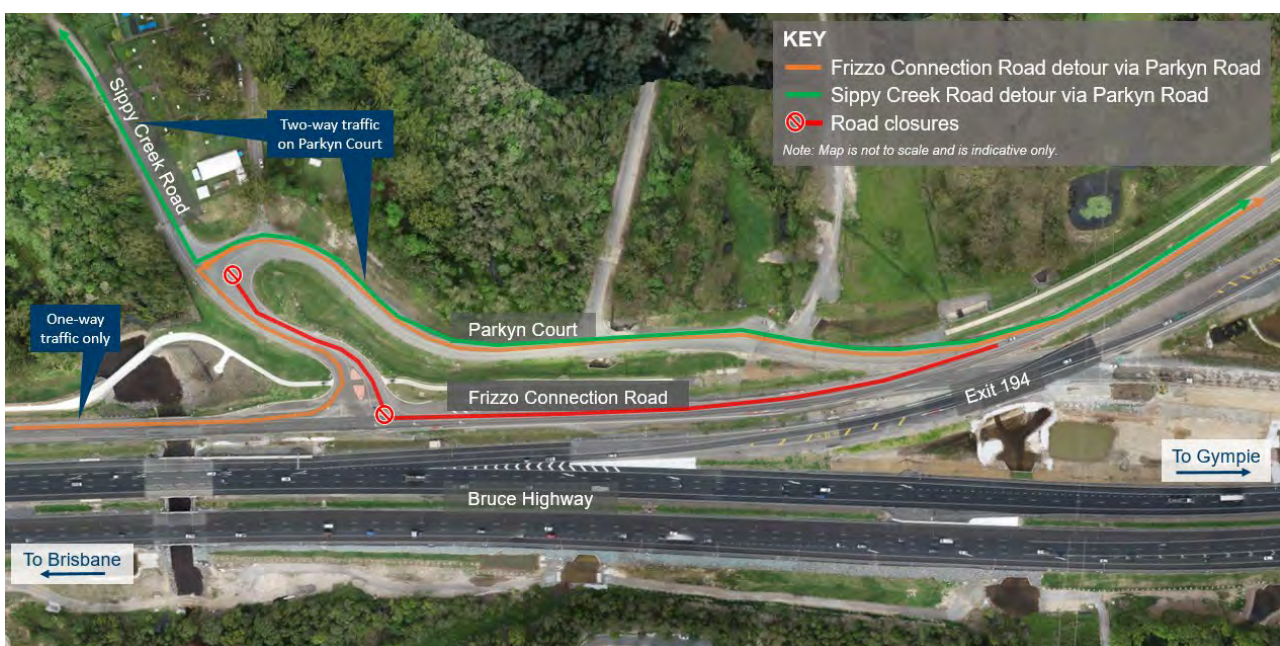 KEY
Frizzo Connection Road detour via Parkyn Road
Sippy Creek Road detour via Parkyn Road
Road closures
Note: Map is not to scale and is indicative only.
Sippy Creek Road
Two-way traffic
on Parkyn Court
One-way
traffic only
Parkyn Court
Frizzo Connection Road
Exit 194
To Gympie
Bruce Highway
To Brisbane